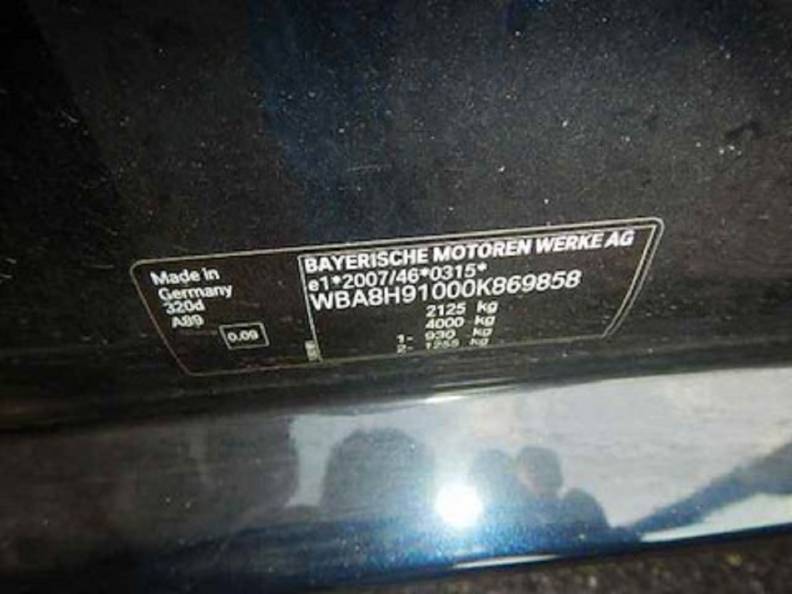 Made in
Germany
320d
A89
0.09
BAYERISCHE MOTOREN WERKE AG
e1*2007/46*0315*
WBA8H91000K869858
2125 kg
4000 kg
1- 930 kg
2- 1255 kg